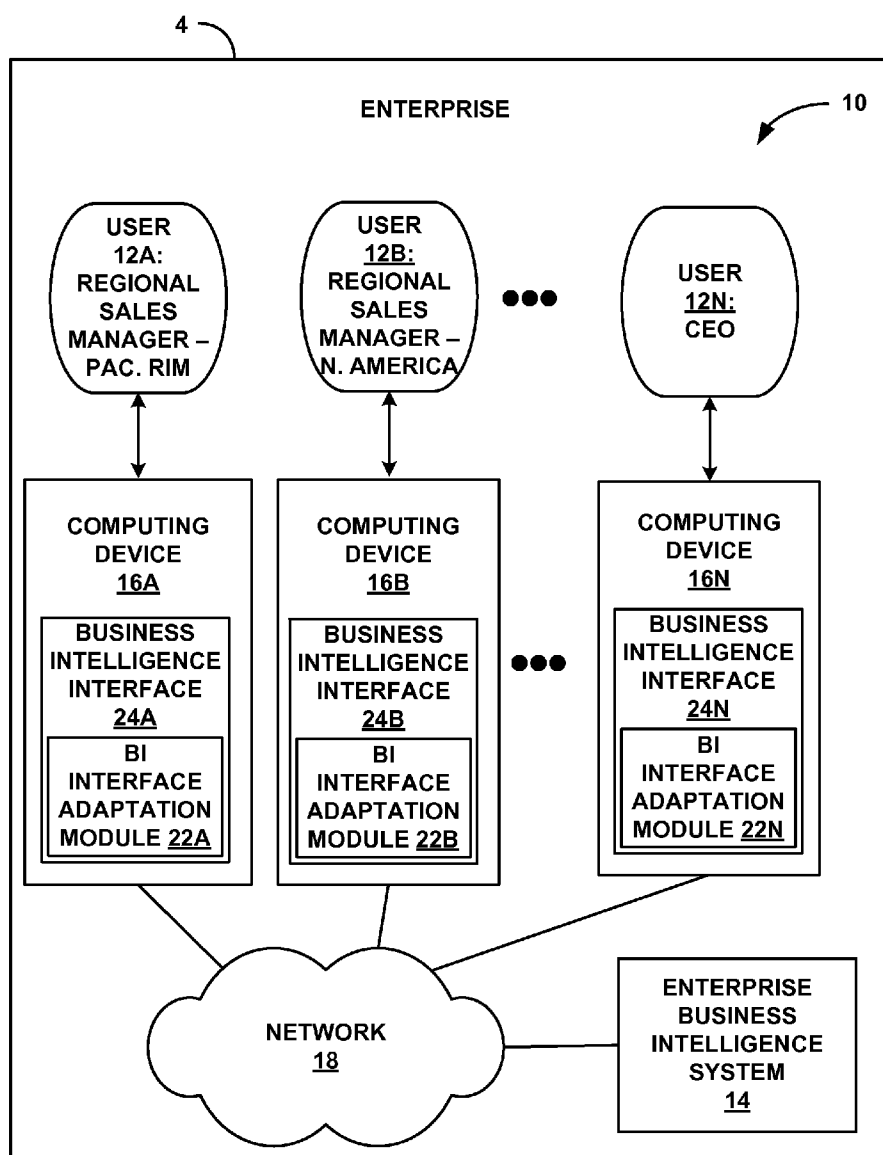 4
ENTERPRISE
10
USER
12A:
REGIONAL
SALES
MANAGER –
PAC. RIM
USER
12B:
REGIONAL
SALES
MANAGER –
N. AMERICA
USER
12N:
CEO
COMPUTING
DEVICE
16A
BUSINESS
INTELLIGENCE
INTERFACE
24A
BI
INTERFACE
ADAPTATION
MODULE 22A
COMPUTING
DEVICE
16B
BUSINESS
INTELLIGENCE
INTERFACE
24B
BI
INTERFACE
ADAPTATION
MODULE 22B
COMPUTING
DEVICE
16N
BUSINESS
INTELLIGENCE
INTERFACE
24N
BI
INTERFACE
ADAPTATION
MODULE 22N
NETWORK
18
ENTERPRISE
BUSINESS
INTELLIGENCE
SYSTEM
14